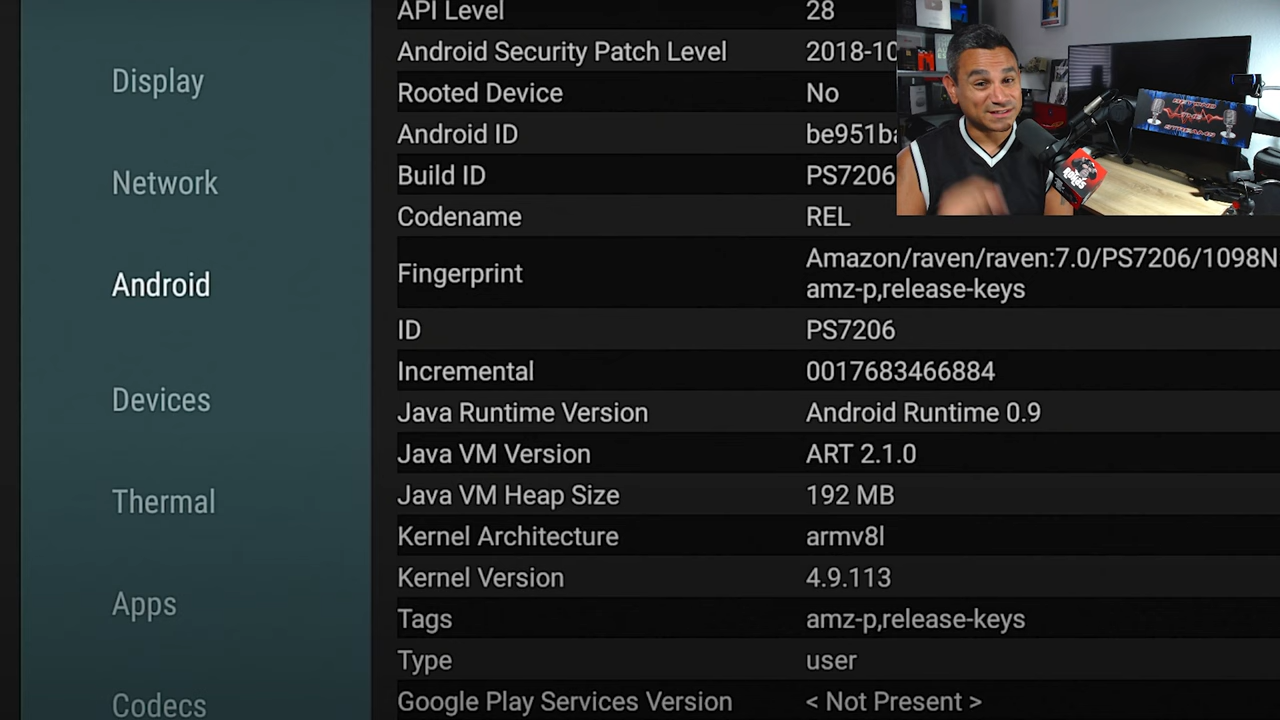 Display
Network
Android
Devices
Thermal
Apps
Codecs
API Level 28
Android Security Patch Level 2018-10
Rooted Device No
Android ID be951ba
Build ID PS7206
Codename REL
Fingerprint Amazon/raven/raven:7.0/PS7206/1098N
amz-p,release-keys
ID PS7206
Incremental 0017683466884
Java Runtime Version Android Runtime 0.9
Java VM Version ART 2.1.0
Java VM Heap Size 192 MB
Kernel Architecture armv8l
Kernel Version 4.9.113
Tags amz-p,release-keys
Type user
Google Play Services Version < Not Present >
BEYOND
THE
STREAMS